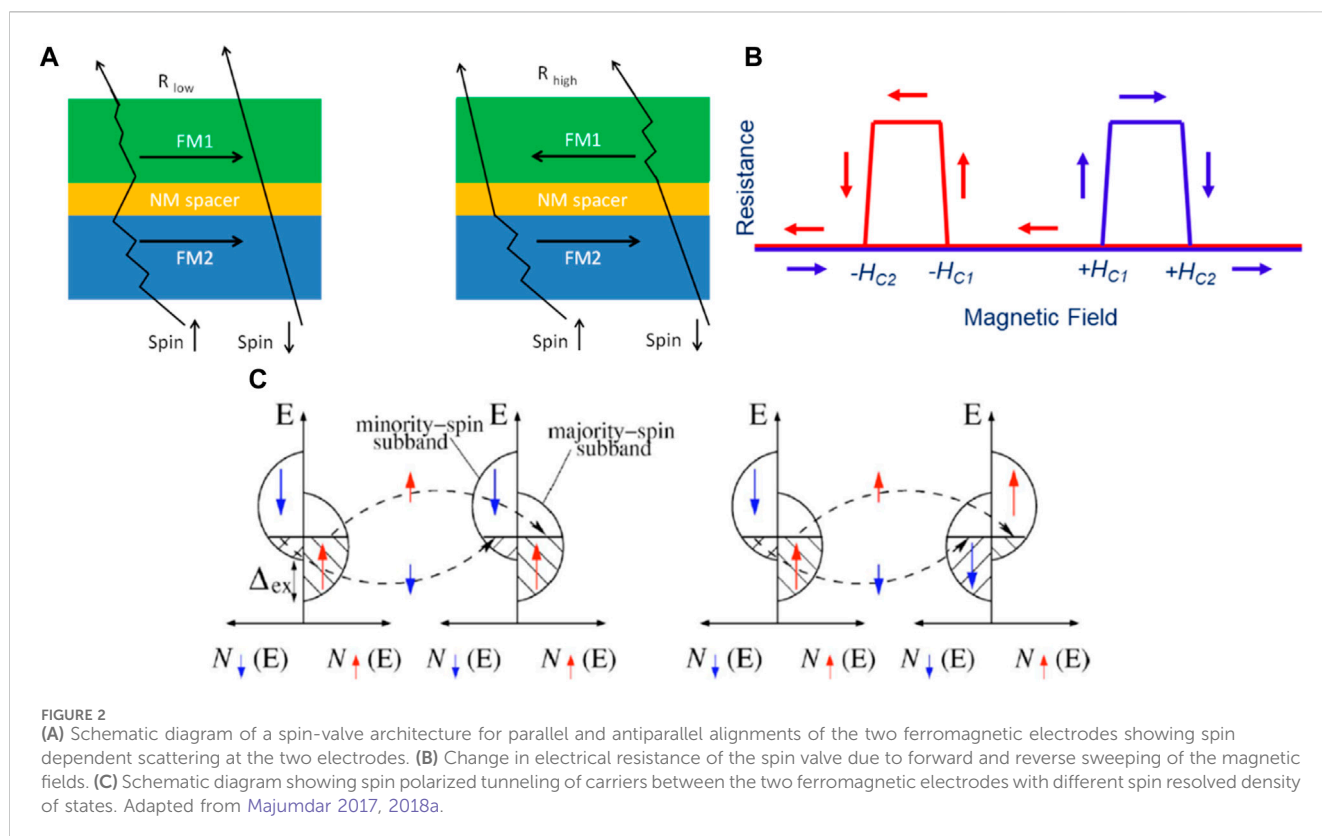 A
R low
R high
FM1
NM spacer
FM2
Spin
Spin
FM1
NM spacer
FM2
Spin
Spin
B
Resistance
-HC2
-HC1
+HC1
+HC2
Magnetic Field
C
E
minority-spin
subband
E
majority-spin
subband
E
E
Δex
N↓(E)
N↑(E)
N↓(E)
N↑(E)
N↓(E)
N↑(E)
N↓(E)
N↑(E)
FIGURE 2
(A) Schematic diagram of a spin-valve architecture for parallel and antiparallel alignments of the two ferromagnetic electrodes showing spin
dependent scattering at the two electrodes. (B) Change in electrical resistance of the spin valve due to forward and reverse sweeping of the magnetic
fields. (C) Schematic diagram showing spin polarized tunneling of carriers between the two ferromagnetic electrodes with different spin resolved density
of states. Adapted from Majumdar 2017, 2018a.